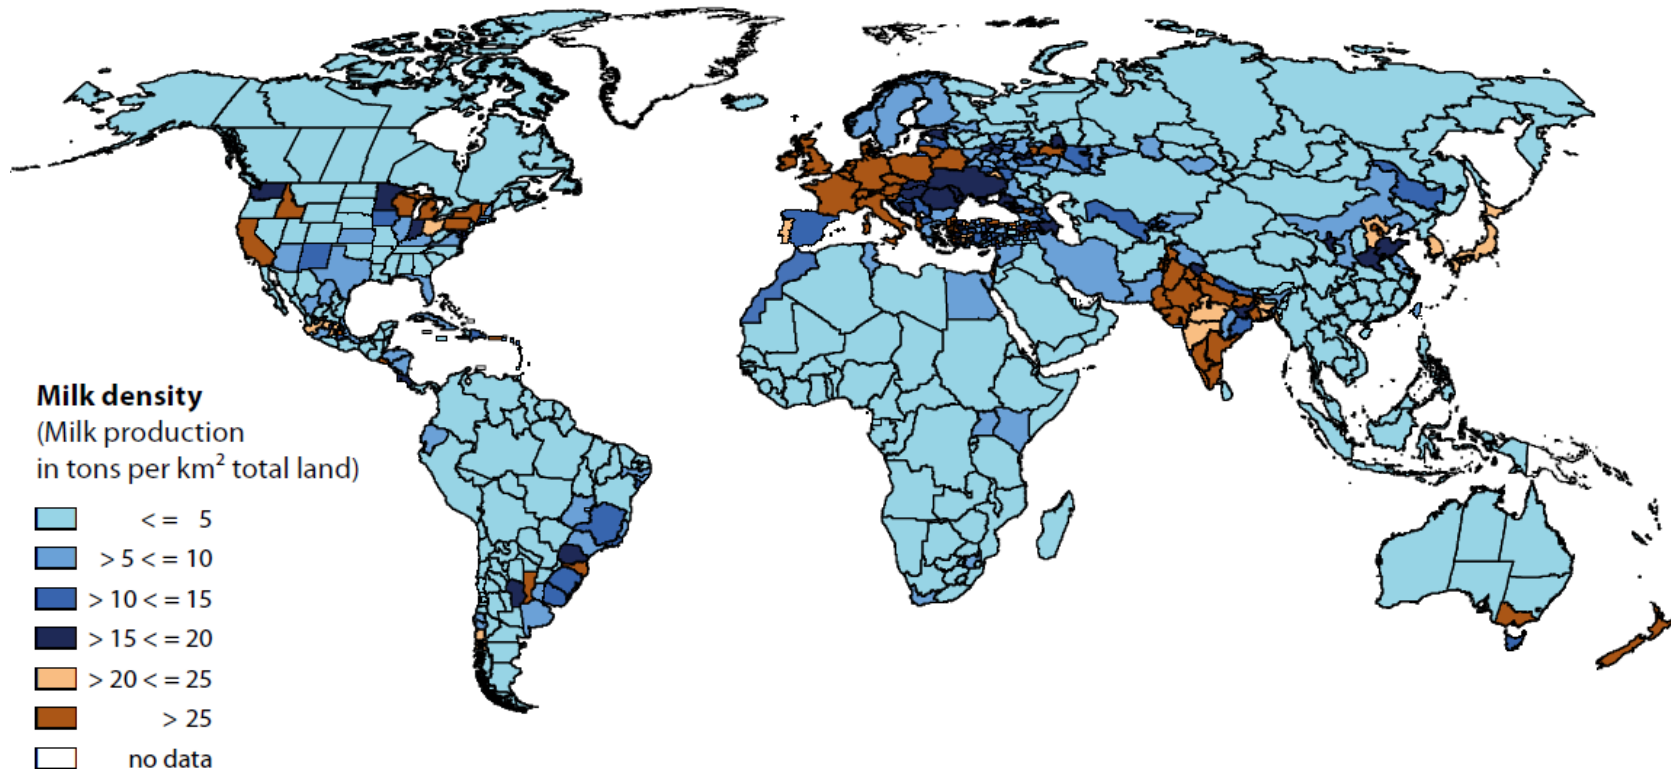 Milk density
(Milk production
in tons per km² total land)
< = 5
> 5 < = 10
> 10 < = 15
> 15 < = 20
> 20 < = 25
> 25
no data